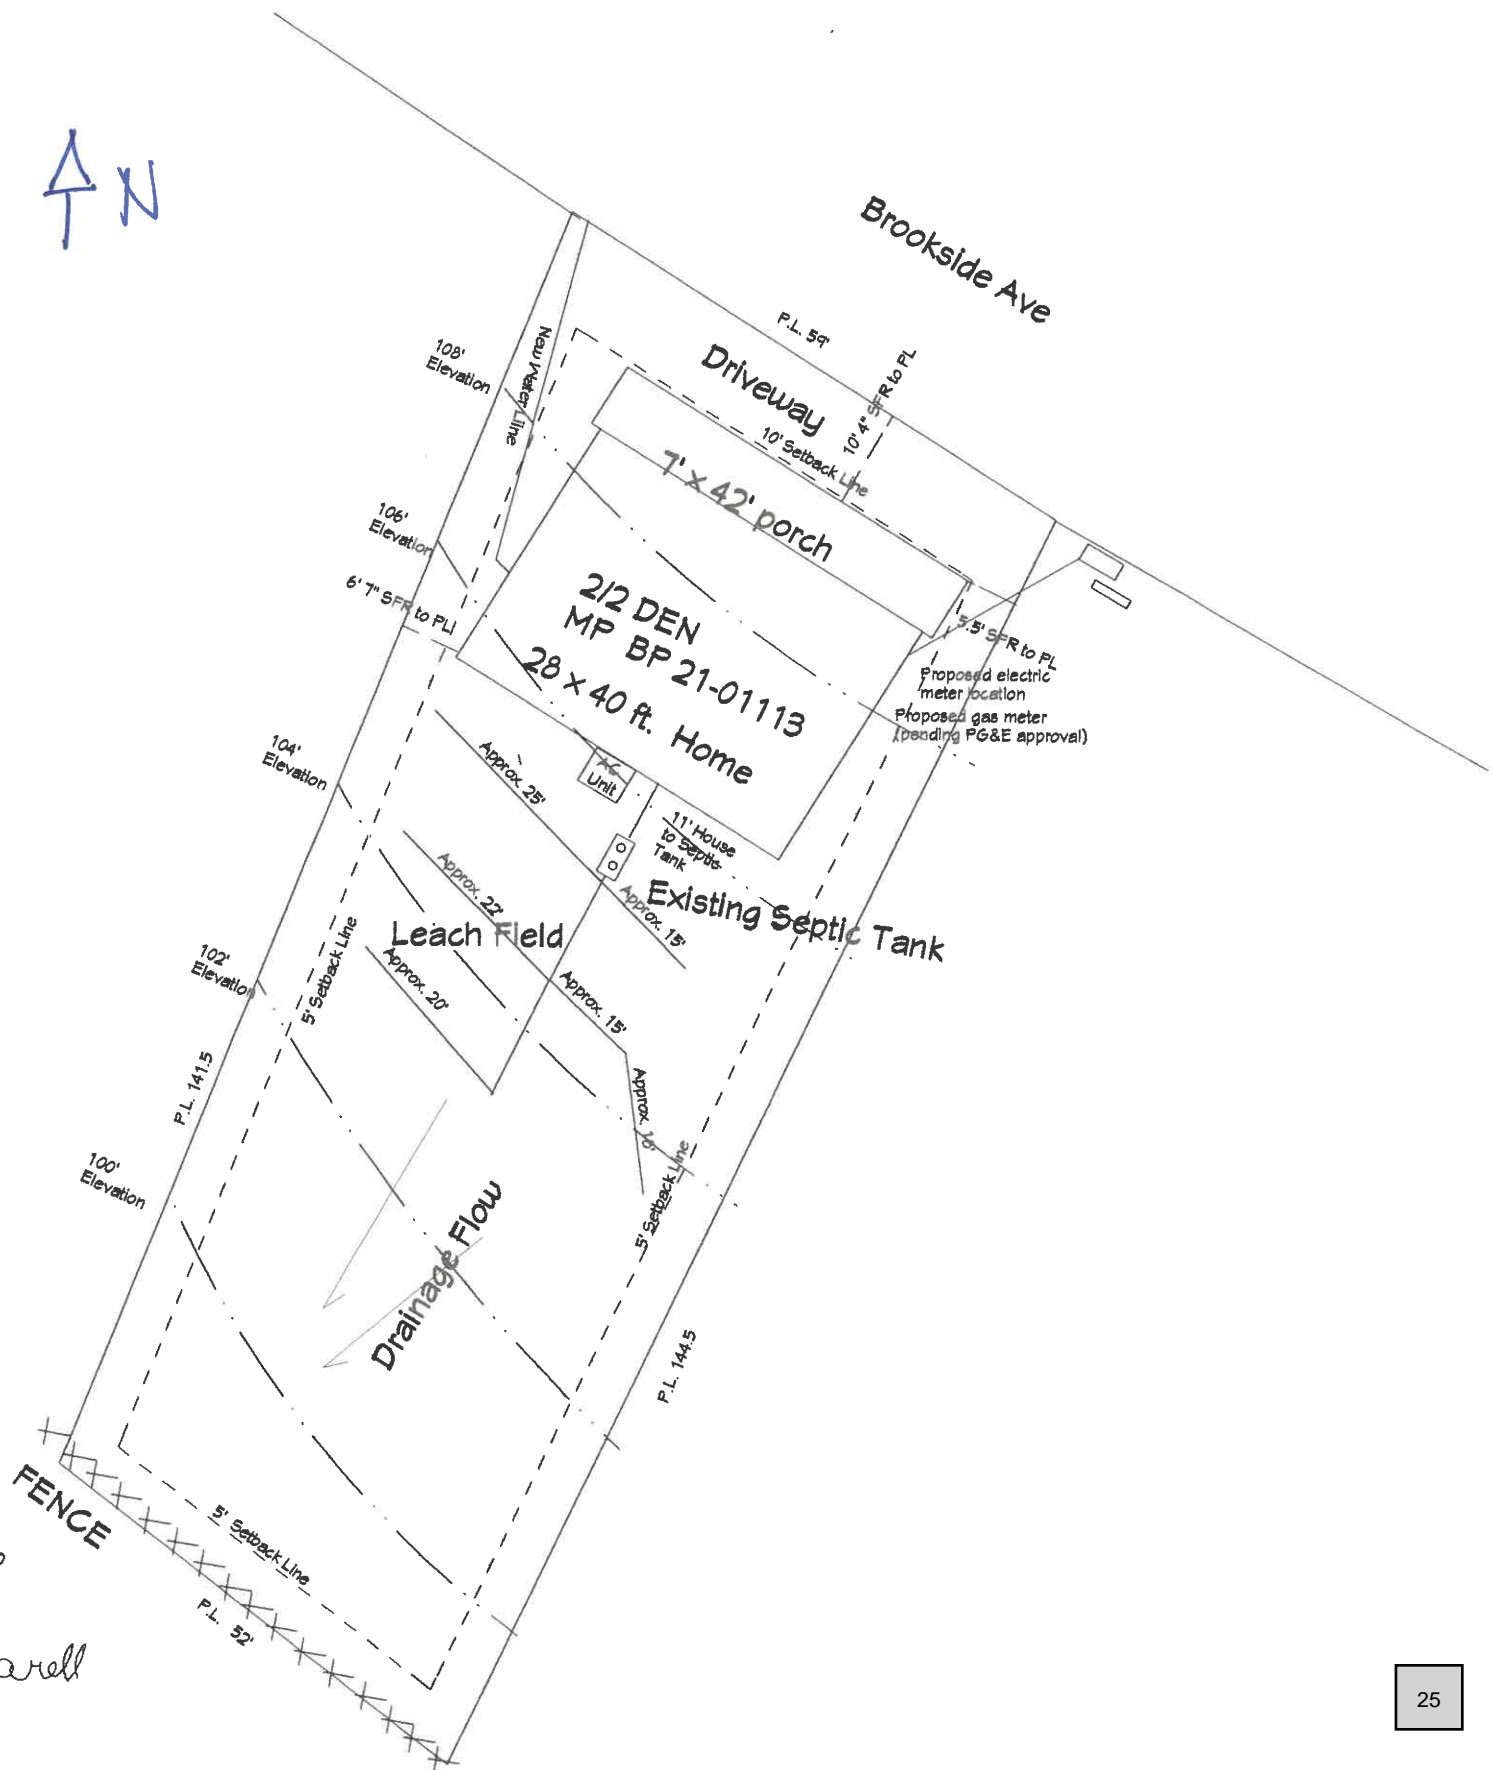 N
Brookside Ave
P.L. 59'
Driveway
10' 4" SFR to PL
10' Setback Line
108'
Elevation
New Water Line
7' x 42' porch
106'
Elevation
6' 7" SFR to PL
2/2 DEN
MP BP 21-01113
28 x 40 ft. Home
5.5' SFR to PL
Proposed electric
meter location
Proposed gas meter
(pending PG&E approval)
104'
Elevation
Approx. 25'
AC
Unit
11' House
to Septic
Tank
Existing Septic Tank
Approx. 22'
Approx. 15'
Leach Field
102'
Elevation
5' Setback Line
Approx. 20'
Approx. 15'
P.L. 141.5
Approx.
100'
Elevation
5' Setback Line
Drainage Flow
P.L. 144.5
FENCE
5' Setback Line
P.L. 52'
arell
25